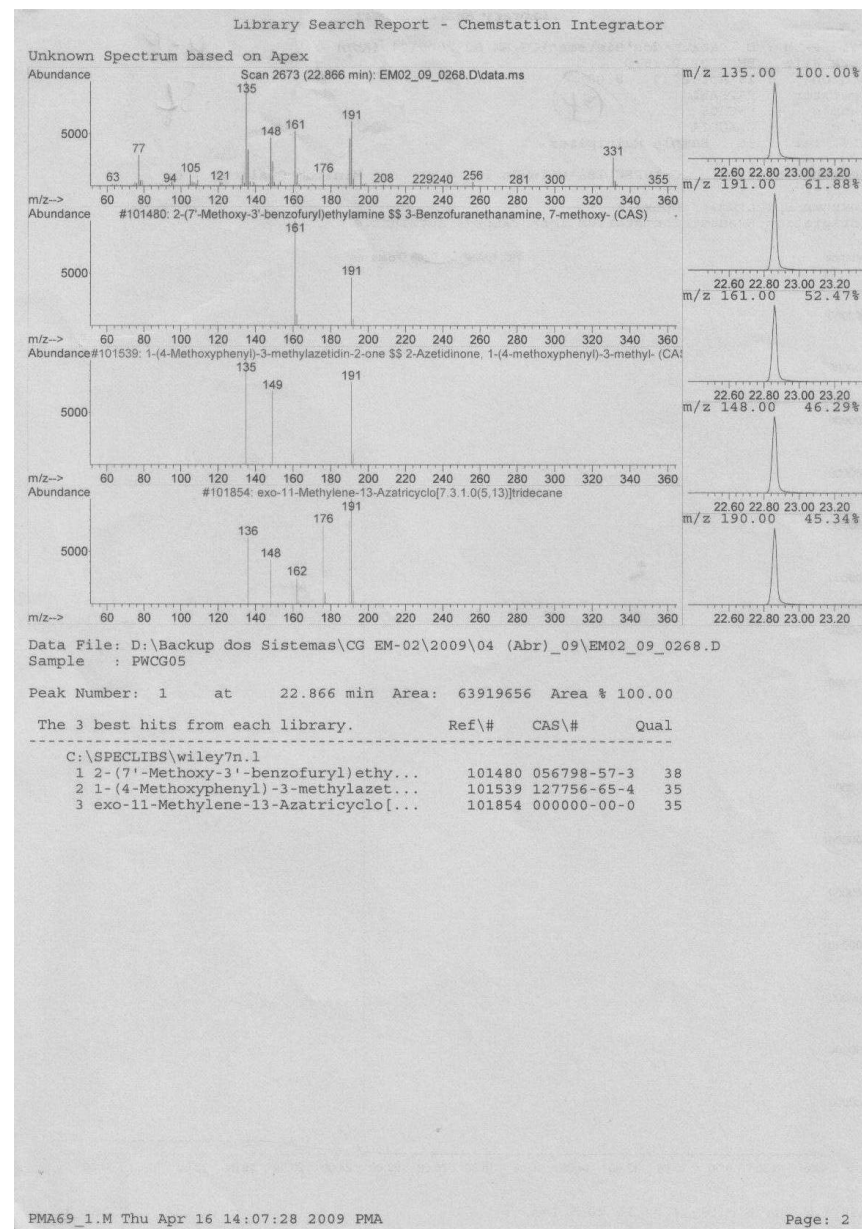 Library Search Report - Chemstation Integrator
Unknown Spectrum based on Apex
Abundance Scan 2673 (22.866 min): EM02_09_0268.D\data.ms
m/z 135.00 100.00%
135
5000
77
148
161
191
331
63
94
105
121
176
208
229 240
256
281
300
355
m/z--> 60 80 100 120 140 160 180 200 220 240 260 280 300 320 340 360
22.60 22.80 23.00 23.20
m/z 191.00 61.88%
Abundance #101480: 2-(7'-Methoxy-3'-benzofuryl)ethylamine $$ 3-Benzofuranethanamine, 7-methoxy- (CAS)
161
5000
191
m/z--> 60 80 100 120 140 160 180 200 220 240 260 280 300 320 340 360
22.60 22.80 23.00 23.20
m/z 161.00 52.47%
Abundance #101539: 1-(4-Methoxyphenyl)-3-methylazetidin-2-one $$ 2-Azetidinone, 1-(4-methoxyphenyl)-3-methyl- (CAS
135
149
191
5000
m/z--> 60 80 100 120 140 160 180 200 220 240 260 280 300 320 340 360
22.60 22.80 23.00 23.20
m/z 148.00 46.29%
Abundance #101854: exo-11-Methylene-13-Azatricyclo[7.3.1.0(5,13)]tridecane
191
176
136
5000
148
162
m/z--> 60 80 100 120 140 160 180 200 220 240 260 280 300 320 340 360
22.60 22.80 23.00 23.20
m/z 190.00 45.34%
22.60 22.80 23.00 23.20
Data File: D:\Backup dos Sistemas\CG EM-02\2009\04 (Abr)_09\EM02_09_0268.D
Sample : PWCG05
Peak Number: 1 at 22.866 min Area: 63919656 Area % 100.00
The 3 best hits from each library. Ref\# CAS\# Qual
C:\SPECLIBS\wiley7n.l
1 2-(7'-Methoxy-3'-benzofuryl)ethy... 101480 056798-57-3 38
2 1-(4-Methoxyphenyl)-3-methylazet... 101539 127756-65-4 35
3 exo-11-Methylene-13-Azatricyclo[... 101854 000000-00-0 35
PMA69_1.M Thu Apr 16 14:07:28 2009 PMA Page: 2